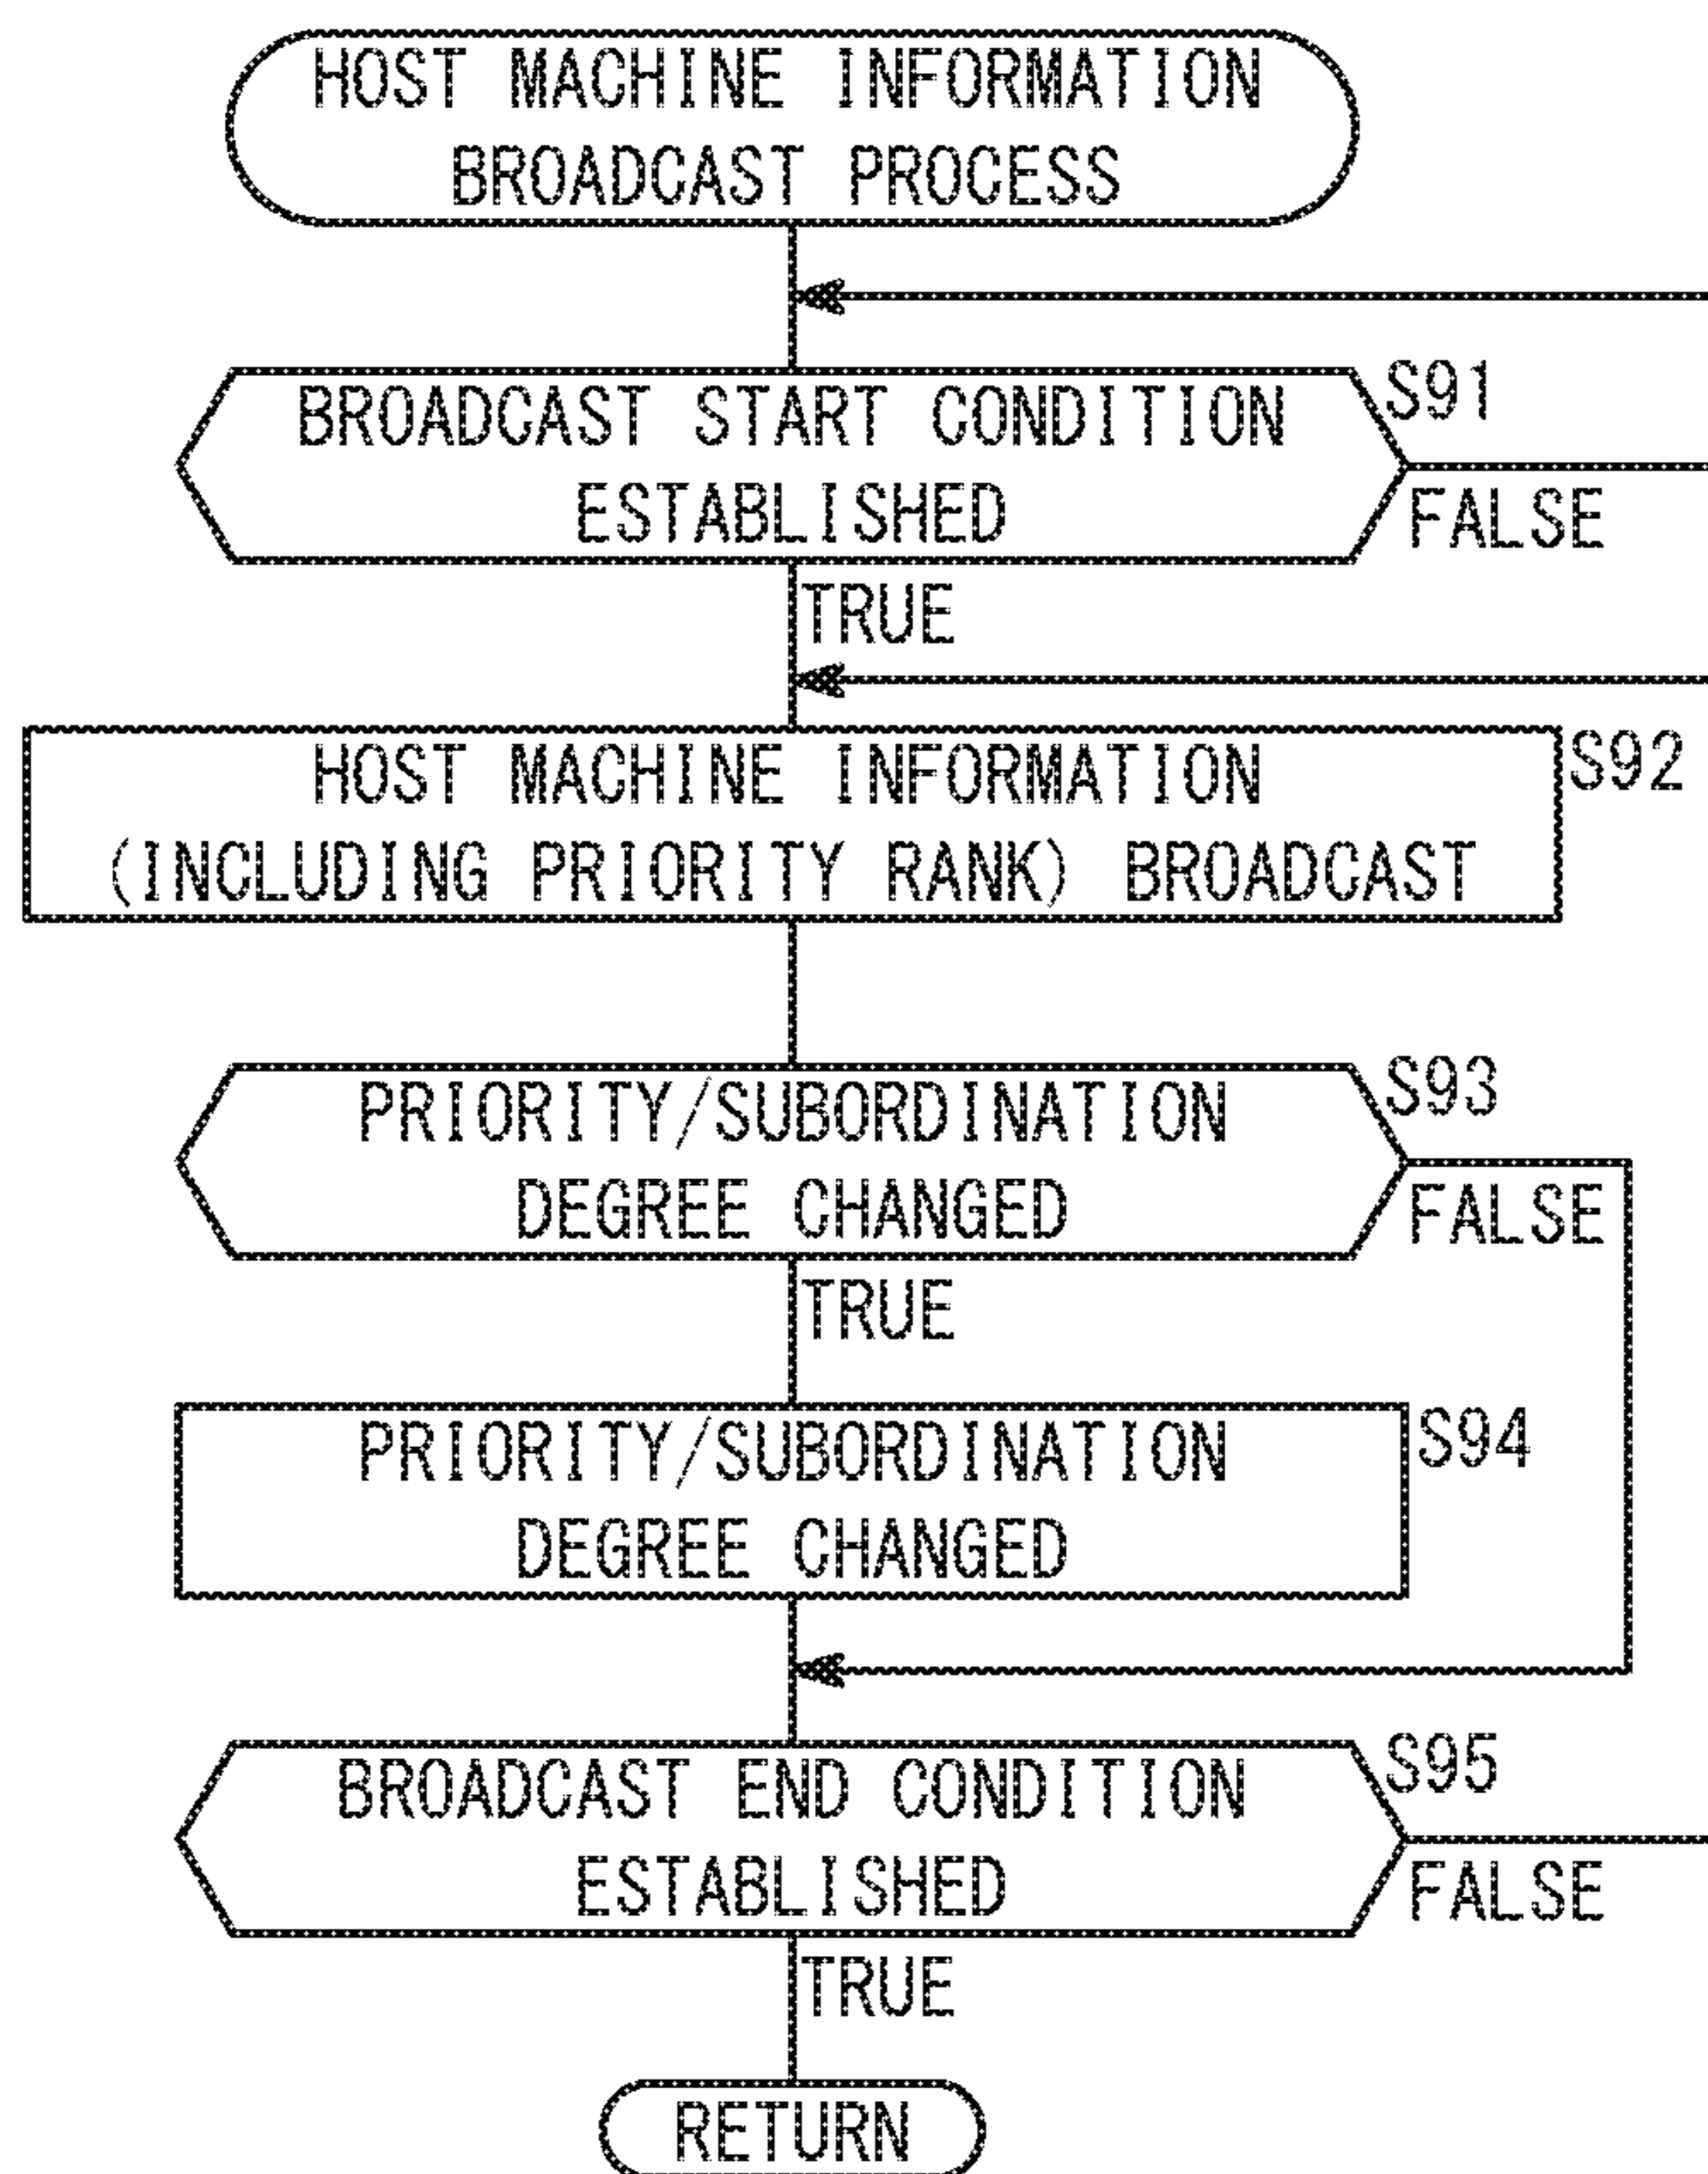 HOST MACHINE INFORMATION
BROADCAST PROCESS
BROADCAST START CONDITION
ESTABLISHED
S91
FALSE
TRUE
HOST MACHINE INFORMATION
(INCLUDING PRIORITY RANK) BROADCAST
S92
PRIORITY/SUBORDINATION
DEGREE CHANGED
S93
FALSE
TRUE
PRIORITY/SUBORDINATION
DEGREE CHANGED
S94
BROADCAST END CONDITION
ESTABLISHED
S95
FALSE
TRUE
RETURN